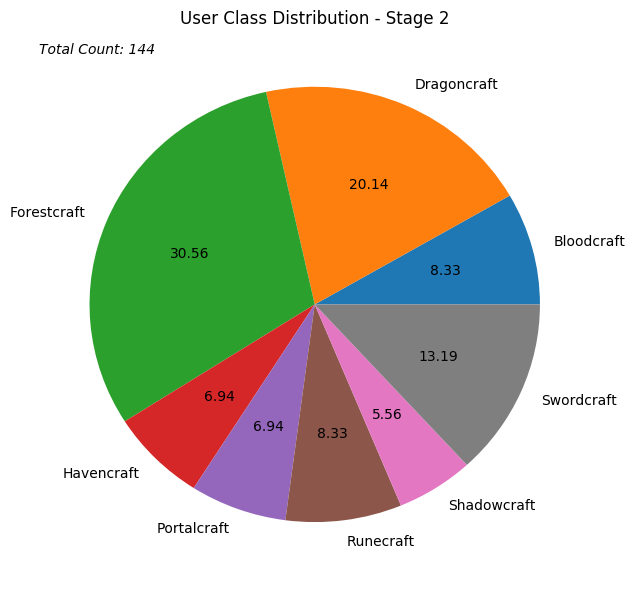 User Class Distribution - Stage 2
Total Count: 144
Dragoncraft
20.14
Forestcraft
30.56
Bloodcraft
8.33
13.19
Swordcraft
6.94
Havencraft
6.94
Portalcraft
8.33
Runecraft
5.56
Shadowcraft